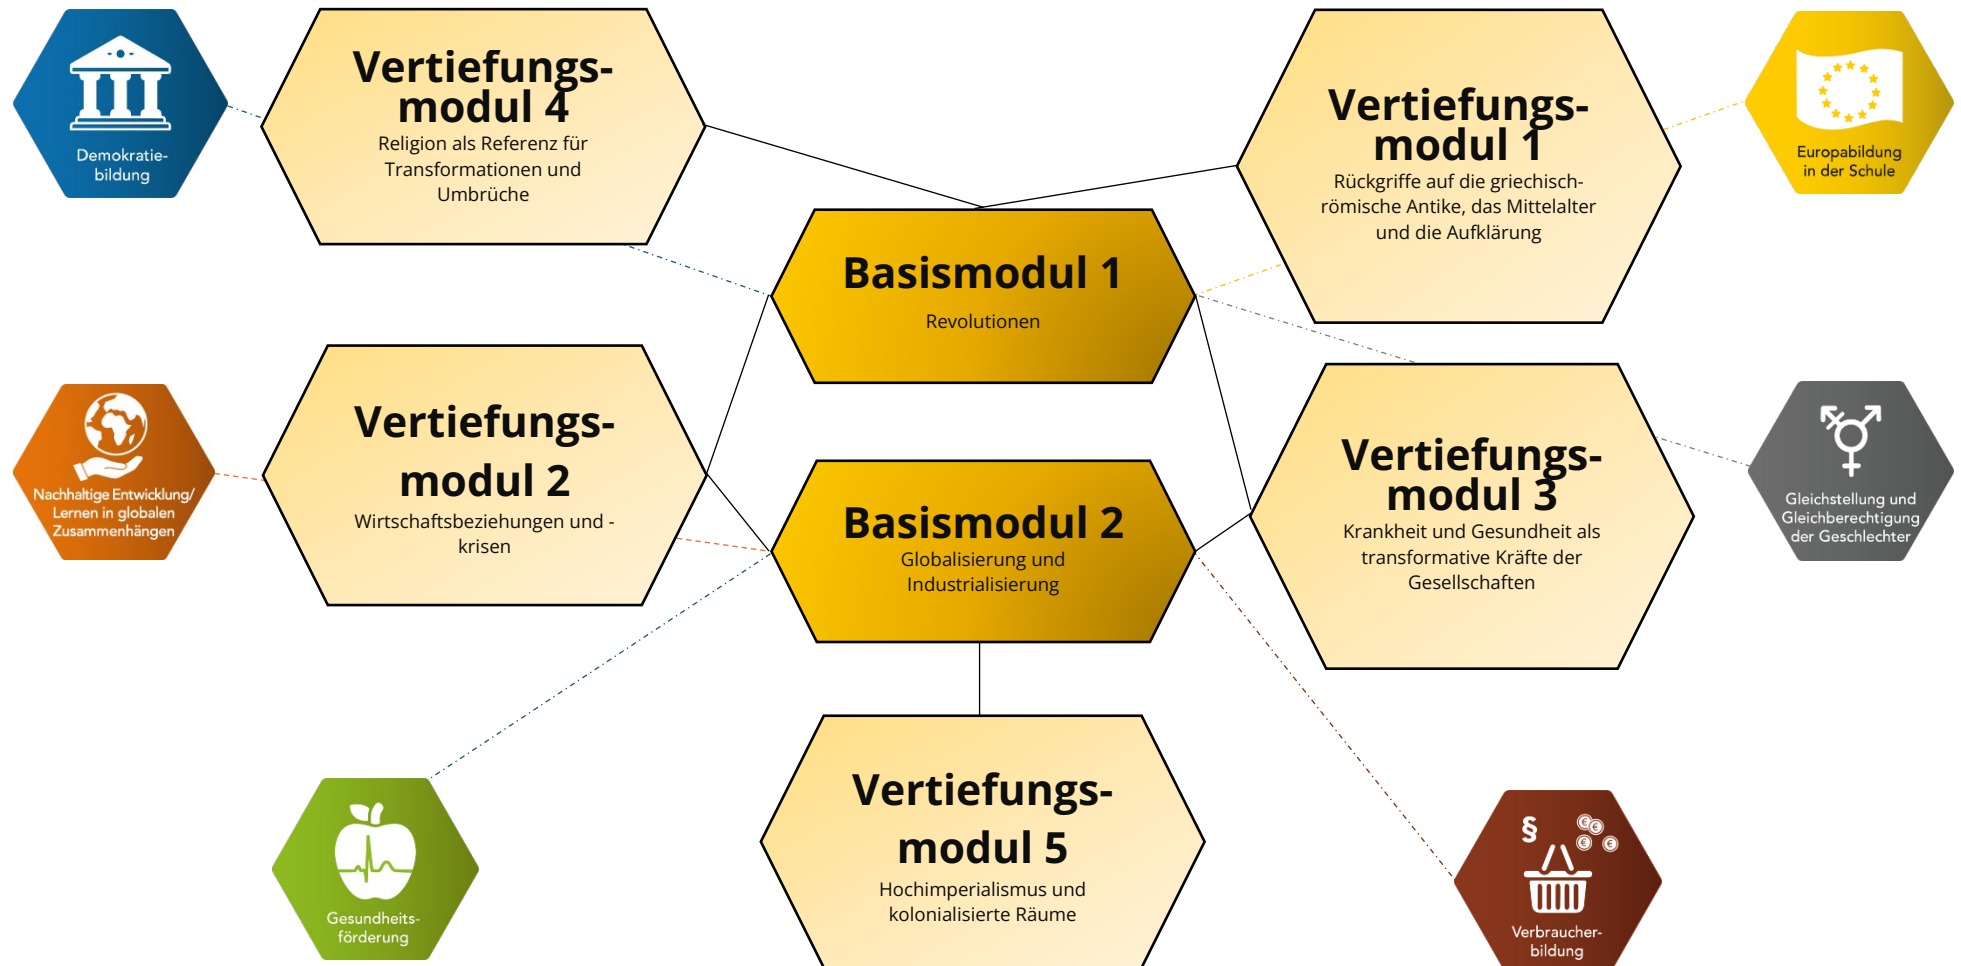 Demokratie-
bildung
Vertiefungs-
modul 4
Religion als Referenz für
Transformationen und
Umbrüche
Vertiefungs-
modul 1
Rückgriffe auf die griechisch-
römische Antike, das Mittelalter
und die Aufklärung
Europabildung
in der Schule
Basismodul 1
Revolutionen
Nachhaltige Entwicklung/
Lernen in globalen
Zusammenhängen
Vertiefungs-
modul 2
Wirtschaftsbeziehungen und -
krisen
Basismodul 2
Globalisierung und
Industrialisierung
Vertiefungs-
modul 3
Krankheit und Gesundheit als
transformative Kräfte der
Gesellschaften
Gleichstellung und
Gleichberechtigung
der Geschlechter
Gesundheits-
förderung
Vertiefungs-
modul 5
Hochimperialismus und
kolonialisierte Räume
§
€
€
€
€
Verbraucher-
bildung